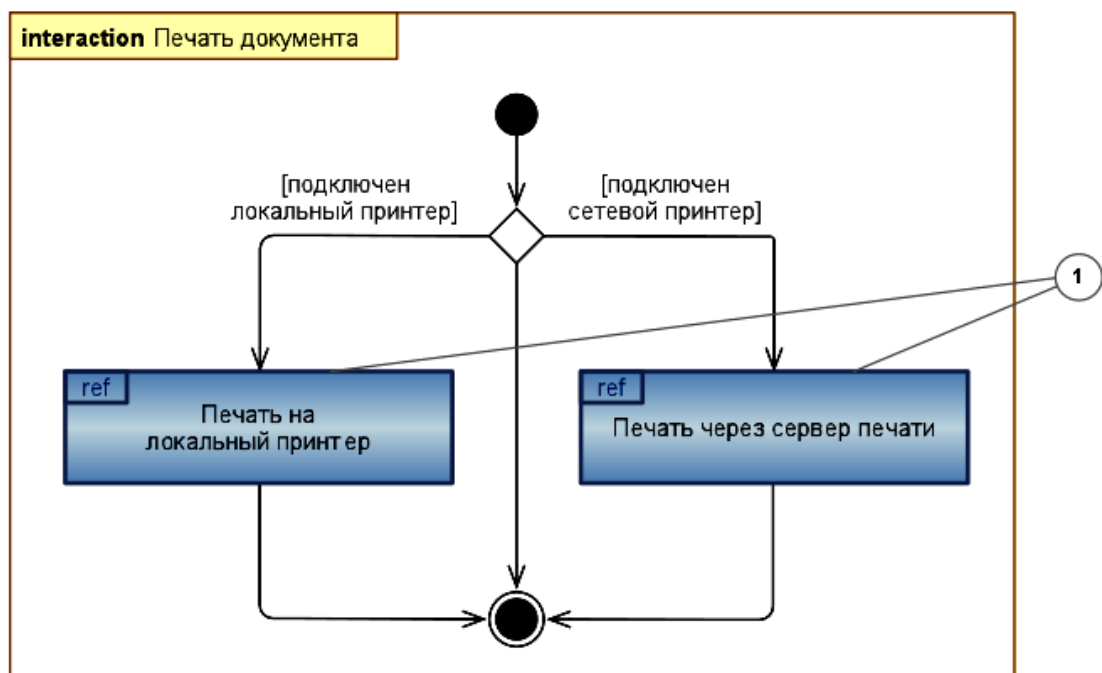 interaction Печать документа
[подключен
локальный принтер]
[подключен
сетевой принтер]
1
ref
Печать на
локальный принтер
ref
Печать через сервер печати